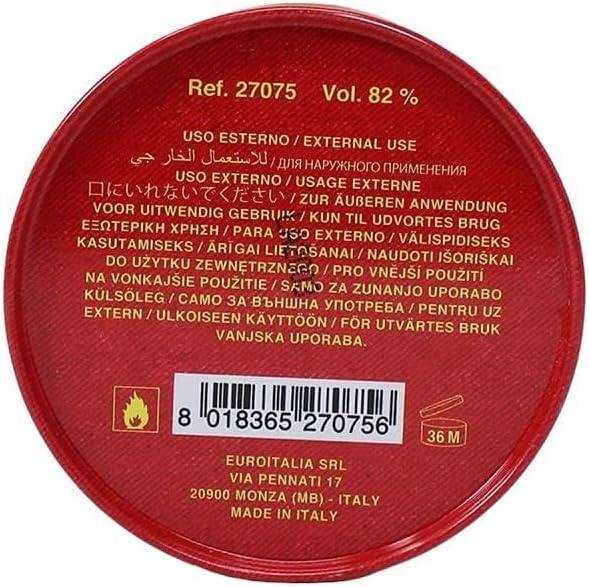 Ref. 27075 Vol. 82 %
USO ESTERNO / EXTERNAL USE
للاستعمال الخار جي / ДЛЯ НАРУЖНОГО ПРИМЕНЕНИЯ
USO EXTERNO / USAGE EXTERNE
口にいれないでください / ZUR ÄUßEREN ANWENDUNG
VOOR UITWENDIG GEBRUIK / KUN TIL UDVORTES BRUG
ΕΞΩΤΕΡΙΚΗ ΧΡΗΣΗ / PARA USO EXTERNO / VÄLISPIDISEKS
KASUTAMISEKS / ĀRĪGAI LIETOŠANAI / NAUDOTI IŠORIŠKAI
DO UŻYTKU ZEWNĘTRZNEGO / PRO VNĚJŠÍ POUŽITÍ
NA VONKAJŠIE POUŽITIE / SAMO ZA ZUNANJO UPORABO
KÜLSŐLEG / САМО ЗА ВЪНШНА УПОТРЕБА / PENTRU UZ
EXTERN / ULKOISEEN KÄYTTÖÖN / FÖR UTVÄRTES BRUK
VANJSKA UPORABA.
8 018365 270756
36 M
EUROITALIA SRL
VIA PENNATI 17
20900 MONZA (MB) - ITALY
MADE IN ITALY